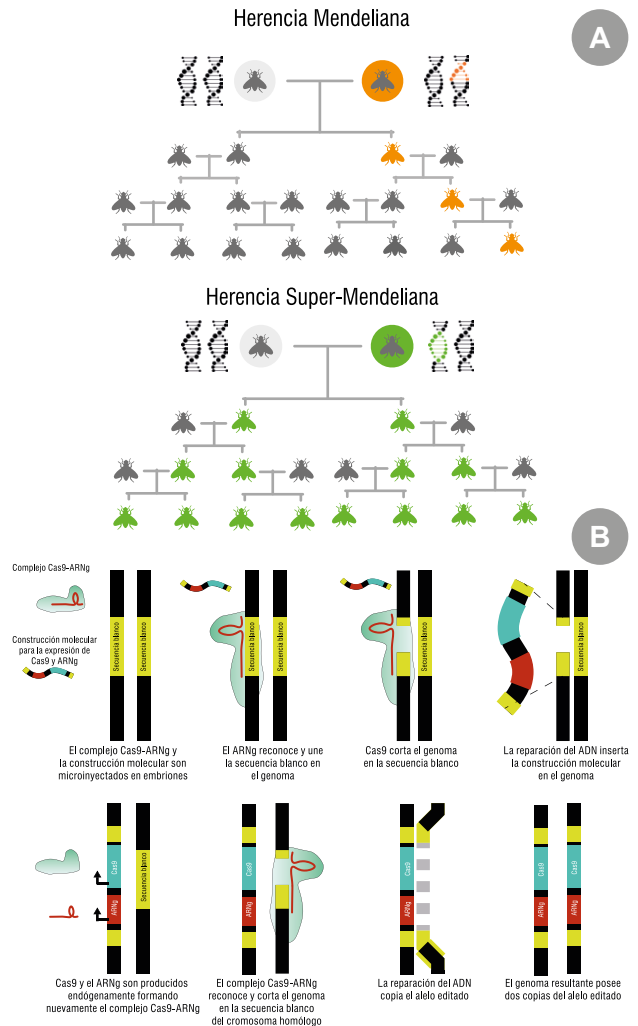 Herencia Mendeliana
A
Herencia Super-Mendeliana
B
Complejo Cas9-ARNg
Construcción molecular
para la expresión de
Cas9 y ARNg
Secuencia blanco
Secuencia blanco
Secuencia blanco
Secuencia blanco
Secuencia blanco
El complejo Cas9-ARNg y
la construcción molecular son
microinyectados en embriones
El ARNg reconoce y une
la secuencia blanco en
el genoma
Cas9 corta el genoma
en la secuencia blanco
La reparación del ADN inserta
la construcción molecular
en el genoma
Cas9
ARNg
Secuencia blanco
Cas9
ARNg
Cas9
ARNg
Cas9
ARNg
Cas9
ARNg
Cas9 y el ARNg son producidos
endógenamente formando
nuevamente el complejo Cas9-ARNg
El complejo Cas9-ARNg
reconoce y corta el genoma
en la secuencia blanco
del cromosoma homólogo
La reparación del ADN
copia el alelo editado
El genoma resultante posee
dos copias del alelo editado